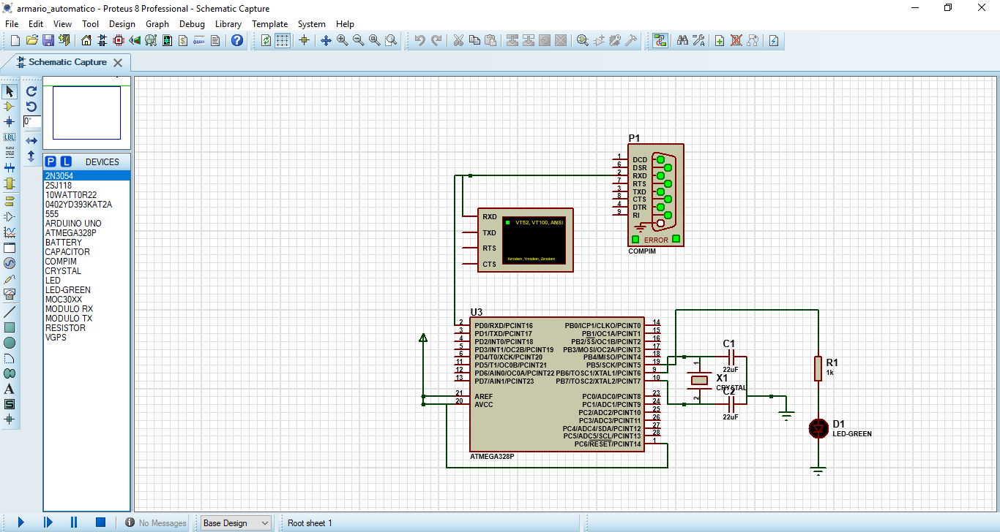 armario_automatico - Proteus 8 Professional - Schematic Capture
File Edit View Tool Design Graph Debug Library Template System Help
Schematic Capture
LBL
0°
P L DEVICES
2N3054
2SJ118
10WATT0R22
0402YD393KAT2A
555
ARDUINO UNO
ATMEGA328P
BATTERY
CAPACITOR
COMPIM
CRYSTAL
LED
LED-GREEN
MOC30XX
MODULO RX
MODULO TX
RESISTOR
VGPS
A
S
P1
1 DCD
6 DSR
2 RXD
7 RTS
3 TXD
8 CTS
4 DTR
9 RI
ERROR
COMPIM
RXD
TXD
RTS
CTS
VT52, VT100, ANSI
Xmodem, Ymodem, Zmodem
U3
2 PD0/RXD/PCINT16 PB0/ICP1/CLKO/PCINT0 14
3 PD1/TXD/PCINT17 PB1/OC1A/PCINT1 15
4 PD2/INT0/PCINT18 PB2/SS/OC1B/PCINT2 16
5 PD3/INT1/OC2B/PCINT19 PB3/MOSI/OC2A/PCINT3 17
6 PD4/T0/XCK/PCINT20 PB4/MISO/PCINT4 18
11 PD5/T1/OC0B/PCINT21 PB5/SCK/PCINT5 19
12 PD6/AIN0/OC0A/PCINT22 PB6/TOSC1/XTAL1/PCINT6 9
13 PD7/AIN1/PCINT23 PB7/TOSC2/XTAL2/PCINT7 10
21 AREF PC0/ADC0/PCINT8 23
20 AVCC PC1/ADC1/PCINT9 24
PC2/ADC2/PCINT10 25
PC3/ADC3/PCINT11 26
PC4/ADC4/SDA/PCINT12 27
PC5/ADC5/SCL/PCINT13 28
PC6/RESET/PCINT14 1
ATMEGA328P
C1
22uF
1
X1
CRYSTAL
2
C2
22uF
R1
1k
D1
LED-GREEN
No Messages
Base Design
Root sheet 1